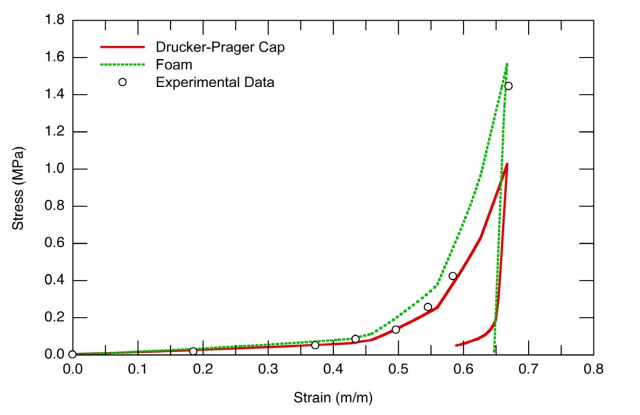 1.8
1.6
1.4
1.2
1.0
0.8
0.6
0.4
0.2
0.0
Stress (MPa)
Drucker-Prager Cap
Foam
Experimental Data
0.0 0.1 0.2 0.3 0.4 0.5 0.6 0.7 0.8
Strain (m/m)